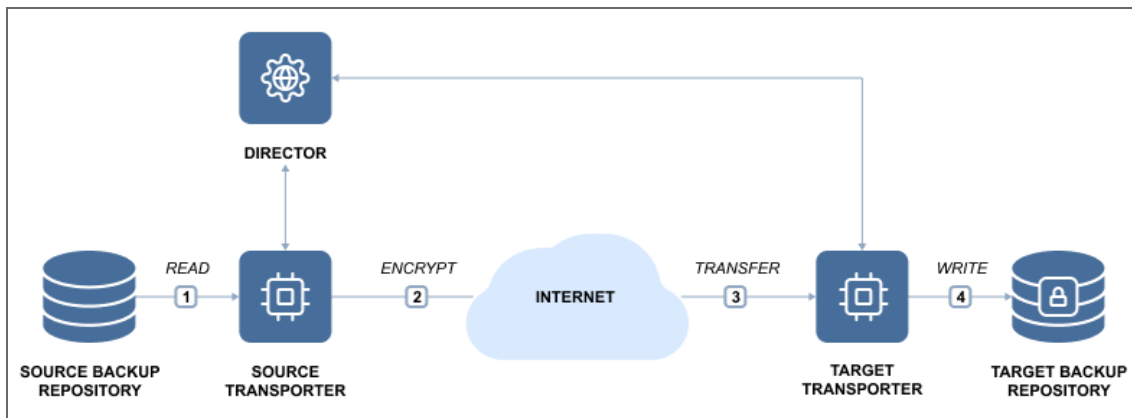 DIRECTOR
READ
1
ENCRYPT
2
INTERNET
TRANSFER
3
WRITE
4
SOURCE BACKUP
REPOSITORY
SOURCE
TRANSPORTER
TARGET
TRANSPORTER
TARGET BACKUP
REPOSITORY